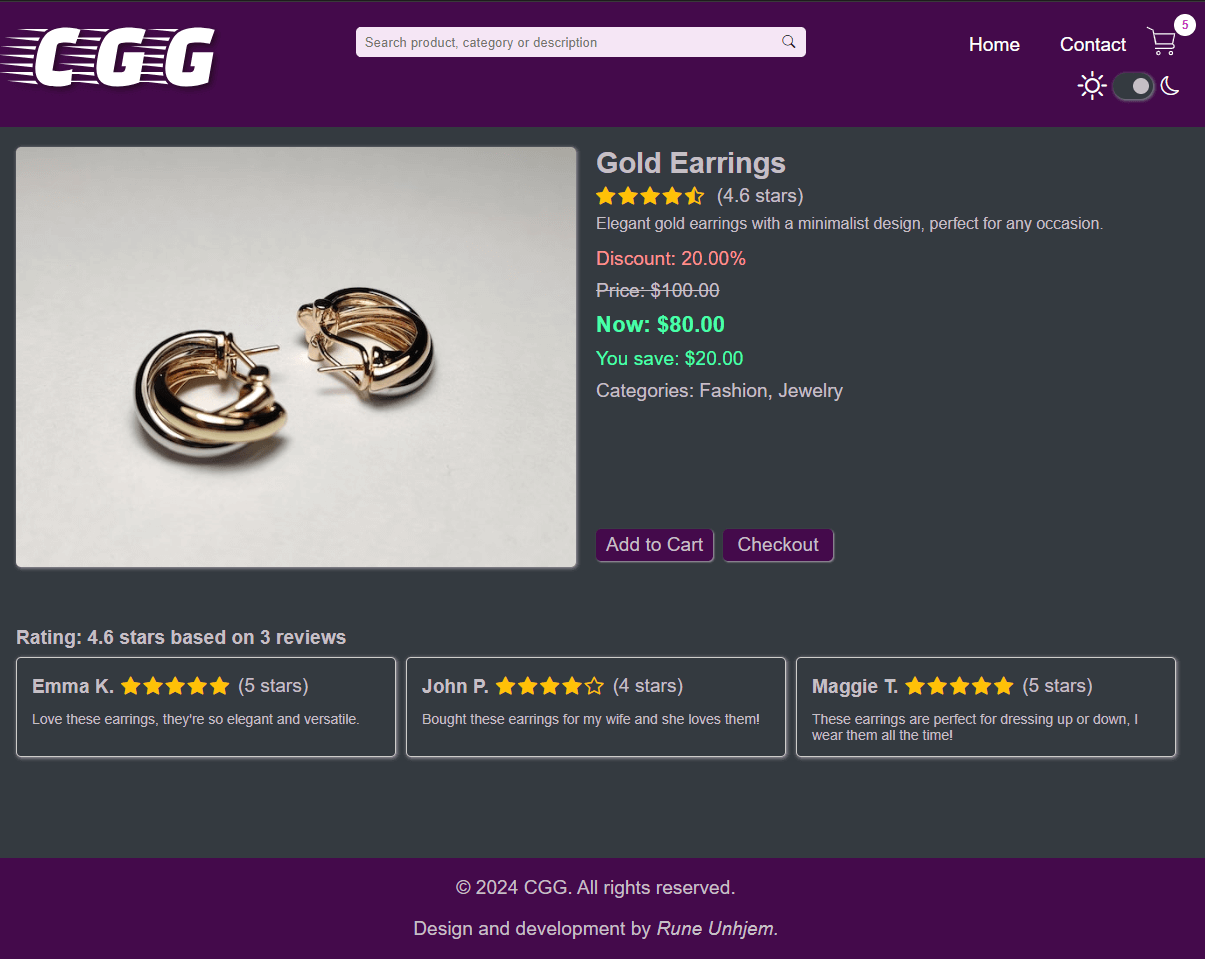 CGG
Search product, category or description
Home
Contact
5
Gold Earrings
(4.6 stars)
Elegant gold earrings with a minimalist design, perfect for any occasion.
Discount: 20.00%
Price: $100.00
Now: $80.00
You save: $20.00
Categories: Fashion, Jewelry
Add to Cart
Checkout
Rating: 4.6 stars based on 3 reviews
Emma K. (5 stars)
Love these earrings, they're so elegant and versatile.
John P. (4 stars)
Bought these earrings for my wife and she loves them!
Maggie T. (5 stars)
These earrings are perfect for dressing up or down, I
wear them all the time!
© 2024 CGG. All rights reserved.
Design and development by Rune Unhjem.